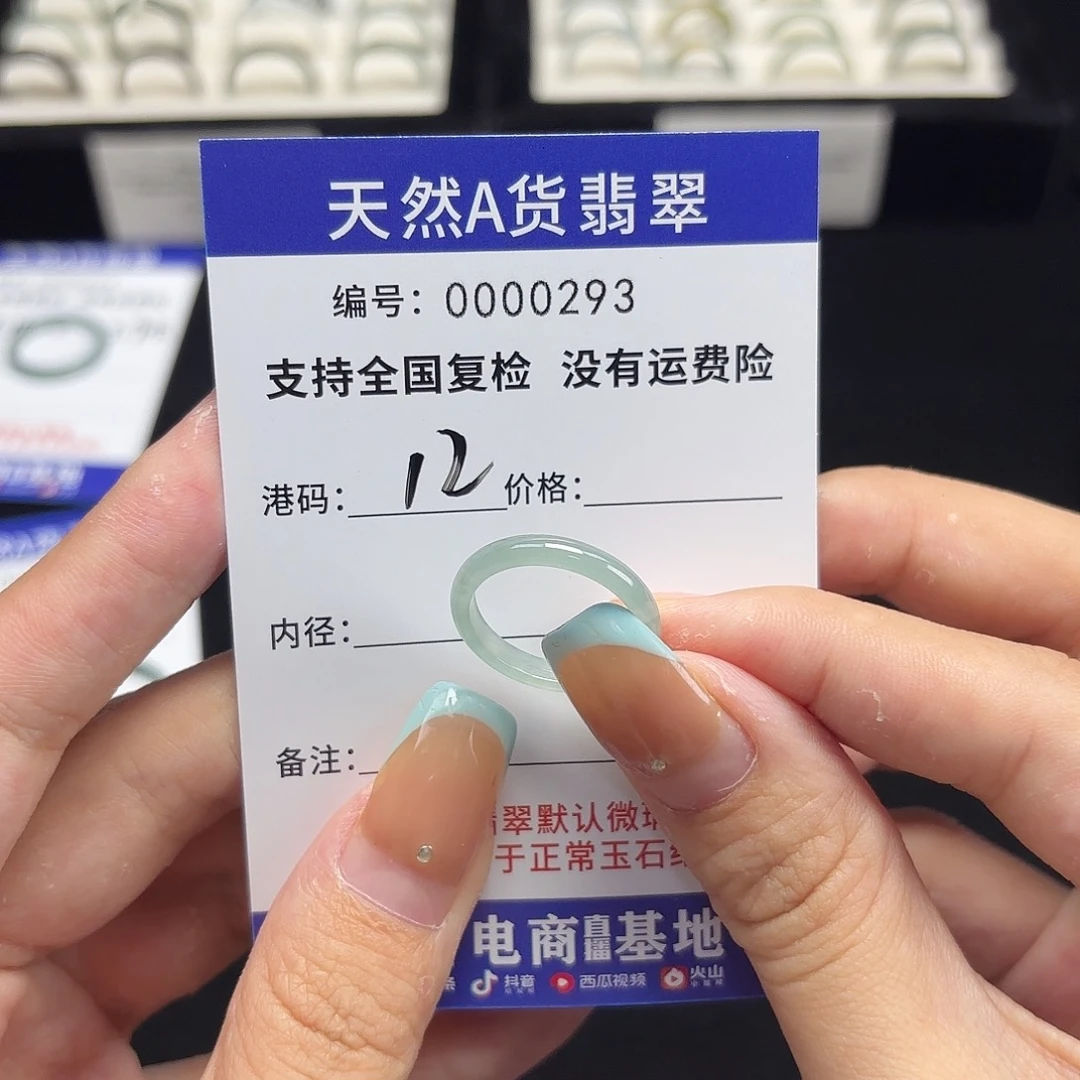 天然A货翡翠
编号：0000293
支持全国复检 没有运费险
港码： 12 价格：
内径：
备注：
翠默认微
于正常玉石
电商直播基地
抖音 西瓜视频 火山